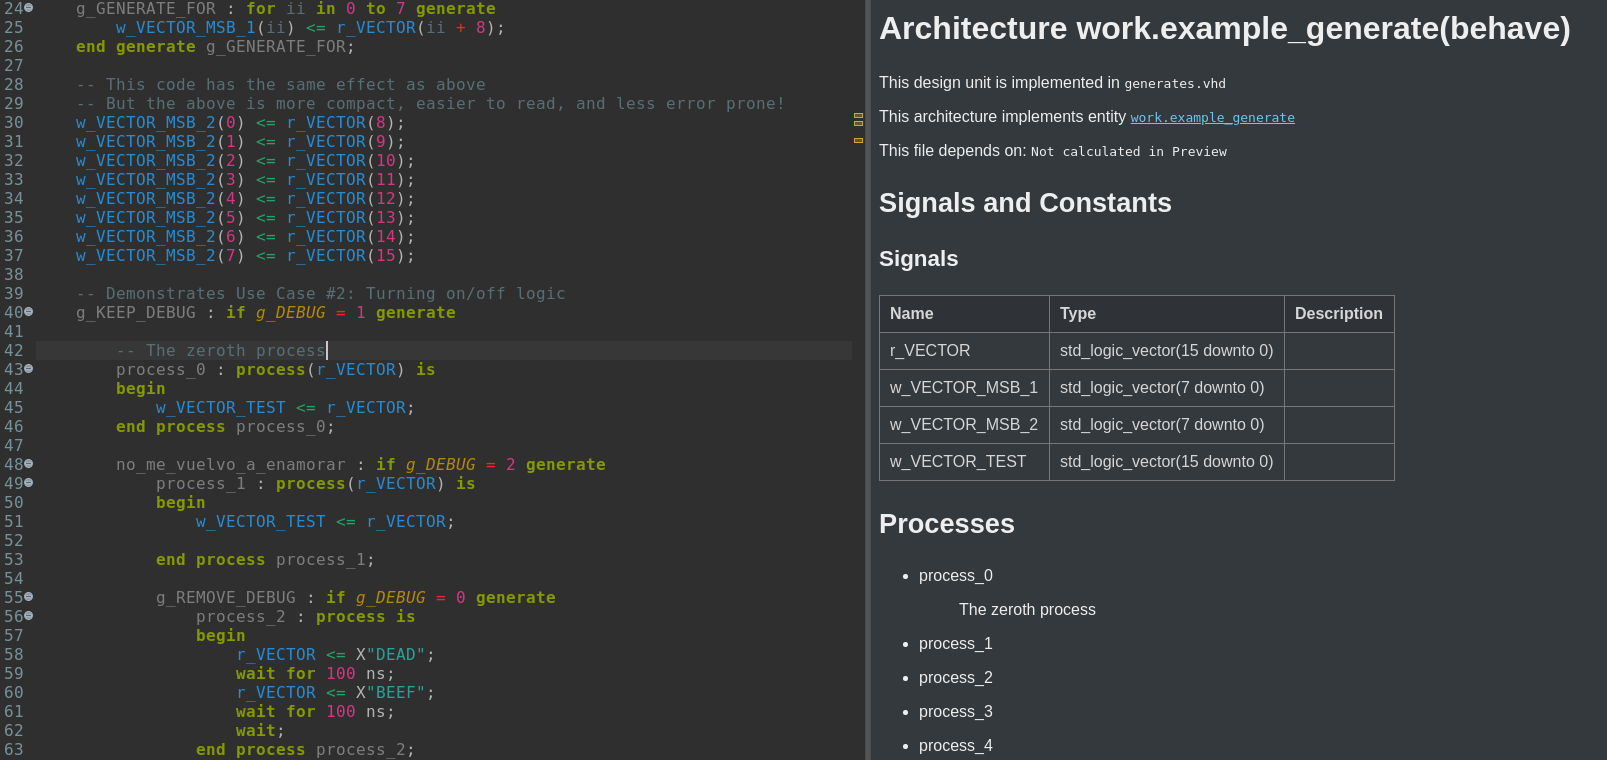 24    g_GENERATE_FOR : for ii in 0 to 7 generate
25        w_VECTOR_MSB_1(ii) <= r_VECTOR(ii + 8);
26    end generate g_GENERATE_FOR;
27
28    -- This code has the same effect as above
29    -- But the above is more compact, easier to read, and less error prone!
30    w_VECTOR_MSB_2(0) <= r_VECTOR(8);
31    w_VECTOR_MSB_2(1) <= r_VECTOR(9);
32    w_VECTOR_MSB_2(2) <= r_VECTOR(10);
33    w_VECTOR_MSB_2(3) <= r_VECTOR(11);
34    w_VECTOR_MSB_2(4) <= r_VECTOR(12);
35    w_VECTOR_MSB_2(5) <= r_VECTOR(13);
36    w_VECTOR_MSB_2(6) <= r_VECTOR(14);
37    w_VECTOR_MSB_2(7) <= r_VECTOR(15);
38
39    -- Demonstrates Use Case #2: Turning on/off logic
40    g_KEEP_DEBUG : if g_DEBUG = 1 generate
41
42        -- The zeroth process
43        process_0 : process(r_VECTOR) is
44        begin
45            w_VECTOR_TEST <= r_VECTOR;
46        end process process_0;
47
48        no_me_vuelvo_a_enamorar : if g_DEBUG = 2 generate
49            process_1 : process(r_VECTOR) is
50            begin
51                w_VECTOR_TEST <= r_VECTOR;
52
53            end process process_1;
54
55            g_REMOVE_DEBUG : if g_DEBUG = 0 generate
56                process_2 : process is
57                begin
58                    r_VECTOR <= X"DEAD";
59                    wait for 100 ns;
60                    r_VECTOR <= X"BEEF";
61                    wait for 100 ns;
62                    wait;
63                end process process_2;
Architecture work.example_generate(behave)
This design unit is implemented in generates.vhd
This architecture implements entity work.example_generate
This file depends on: Not calculated in Preview
Signals and Constants
Signals
Name Type Description
r_VECTOR std_logic_vector(15 downto 0)
w_VECTOR_MSB_1 std_logic_vector(7 downto 0)
w_VECTOR_MSB_2 std_logic_vector(7 downto 0)
w_VECTOR_TEST std_logic_vector(15 downto 0)
Processes
• process_0
The zeroth process
• process_1
• process_2
• process_3
• process_4